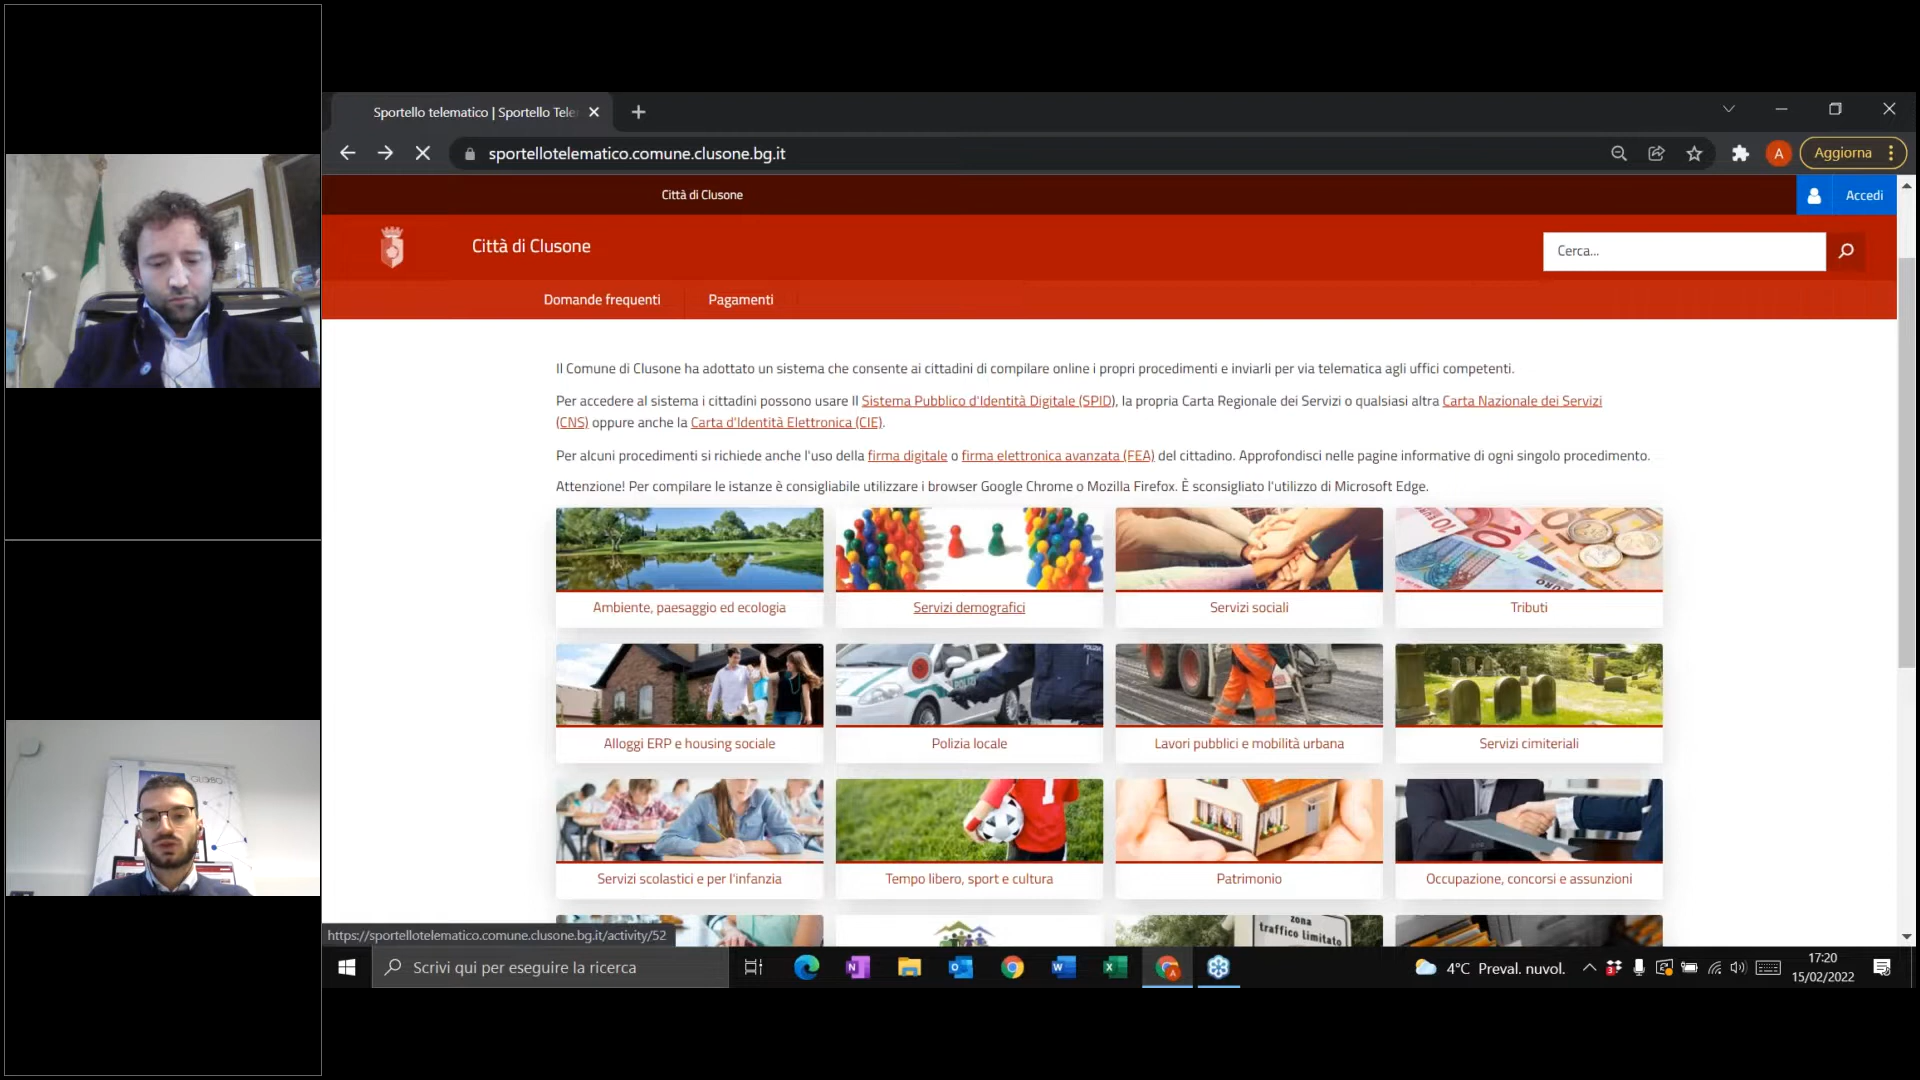 Sportello telematico | Sportello Tele
sportellotelematico.comune.clusone.bg.it
Aggiorna
A
Città di Clusone
Accedi
Città di Clusone
Cerca...
Domande frequenti
Pagamenti
Il Comune di Clusone ha adottato un sistema che consente ai cittadini di compilare online i propri procedimenti e inviarli per via telematica agli uffici competenti.
Per accedere al sistema i cittadini possono usare Il Sistema Pubblico d'Identità Digitale (SPID), la propria Carta Regionale dei Servizi o qualsiasi altra Carta Nazionale dei Servizi
(CNS) oppure anche la Carta d'Identità Elettronica (CIE).
Per alcuni procedimenti si richiede anche l'uso della firma digitale o firma elettronica avanzata (FEA) del cittadino. Approfondisci nelle pagine informative di ogni singolo procedimento.
Attenzione! Per compilare le istanze è consigliabile utilizzare i browser Google Chrome o Mozilla Firefox. È sconsigliato l'utilizzo di Microsoft Edge.
Ambiente, paesaggio ed ecologia
Servizi demografici
Servizi sociali
Tributi
Alloggi ERP e housing sociale
Polizia locale
Lavori pubblici e mobilità urbana
Servizi cimiteriali
Servizi scolastici e per l'infanzia
Tempo libero, sport e cultura
Patrimonio
Occupazione, concorsi e assunzioni
zona
traffico limitato
https://sportellotelematico.comune.clusone.bg.it/activity/52
Scrivi qui per eseguire la ricerca
4°C Preval. nuvol.
17:20
15/02/2022